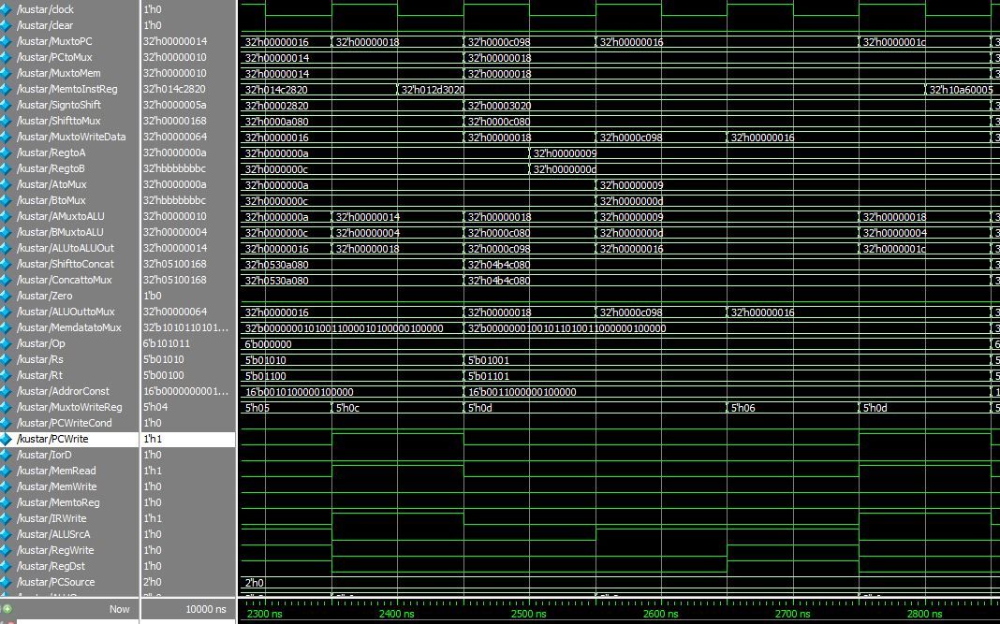 /kustar/clock 1'h0
/kustar/clear 1'h0
/kustar/MuxtoPC 32'h00000014 32'h00000016 32'h00000018 32'h0000c098 32'h00000016 32'h0000001c 3
/kustar/PCtoMux 32'h00000010 32'h00000014 32'h00000018 3
/kustar/MuxtoMem 32'h00000010 32'h00000014 32'h00000018 3
/kustar/MemtoInstReg 32'h014c2820 32'h014c2820 32'h012d3020 32'h10a60005
/kustar/SigntoShift 32'h0000005a 32'h00002820 32'h00003020 3
/kustar/ShifttoMux 32'h00000168 32'h0000a080 32'h0000c080 3
/kustar/MuxtoWriteData 32'h00000064 32'h00000016 32'h00000018 32'h0000c098 32'h00000016 3
/kustar/RegtoA 32'h0000000a 32'h0000000a 32'h00000009
/kustar/RegtoB 32'hbbbbbbbc 32'h0000000c 32'h0000000d
/kustar/AtoMux 32'h0000000a 32'h0000000a 32'h00000009
/kustar/BtoMux 32'hbbbbbbbc 32'h0000000c 32'h0000000d
/kustar/AMuxtoALU 32'h00000010 32'h0000000a 32'h00000014 32'h00000018 32'h00000009 32'h00000018 3
/kustar/BMuxtoALU 32'h00000004 32'h0000000c 32'h00000004 32'h0000c080 32'h0000000d 32'h00000004 3
/kustar/ALUtoALUOut 32'h00000014 32'h00000016 32'h00000018 32'h0000c098 32'h00000016 32'h0000001c 3
/kustar/ShifttoConcat 32'h05100168 32'h0530a080 32'h04b4c080 3
/kustar/ConcattoMux 32'h05100168 32'h0530a080 32'h04b4c080 3
/kustar/Zero 1'b0
/kustar/ALUOuttoMux 32'h00000064 32'h00000016 32'h00000018 32'h0000c098 32'h00000016 3
/kustar/MemdatatoMux 32'b1010110101... 32'b00000001010011000010100000100000 32'b00000001001011010011000000100000 3
/kustar/Op 6'b101011 6'b000000 6
/kustar/Rs 5'b01010 5'b01010 5'b01001 5
/kustar/Rt 5'b00100 5'b01100 5'b01101 5
/kustar/AddrorConst 16'b0000000001... 16'b0010100000100000 16'b0011000000100000 1
/kustar/MuxtoWriteReg 5'h04 5'h05 5'h0c 5'h0d 5'h06 5'h0d 5
/kustar/PCWriteCond 1'h0
/kustar/PCWrite 1'h1
/kustar/IorD 1'h0
/kustar/MemRead 1'h1
/kustar/MemWrite 1'h0
/kustar/MemtoReg 1'h0
/kustar/IRWrite 1'h1
/kustar/ALUSrcA 1'h0
/kustar/RegWrite 1'h0
/kustar/RegDst 1'h0
/kustar/PCSource 2'h0 2'h0
Now 10000 ns 2300 ns 2400 ns 2500 ns 2600 ns 2700 ns 2800 ns